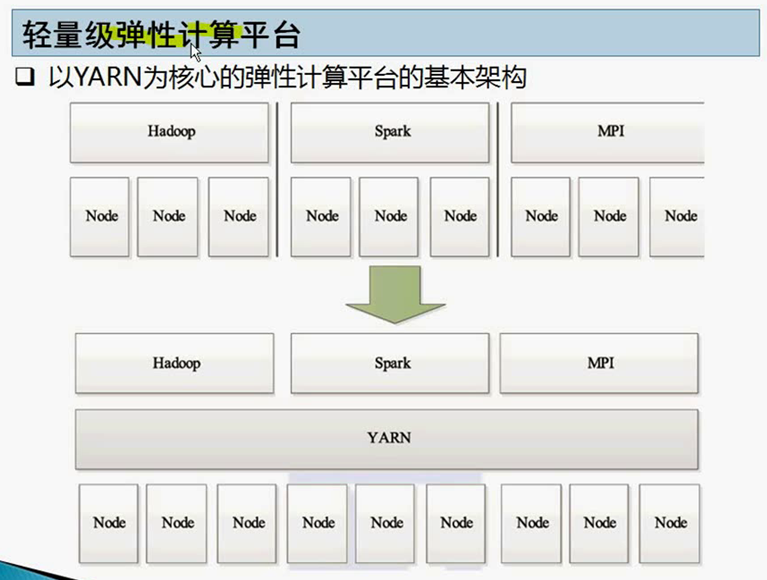 轻量级弹性计算平台
以YARN为核心的弹性计算平台的基本架构
Hadoop Spark MPI
Node Node Node Node Node Node Node Node Node
Hadoop Spark MPI
YARN
Node Node Node Node Node Node Node Node Node